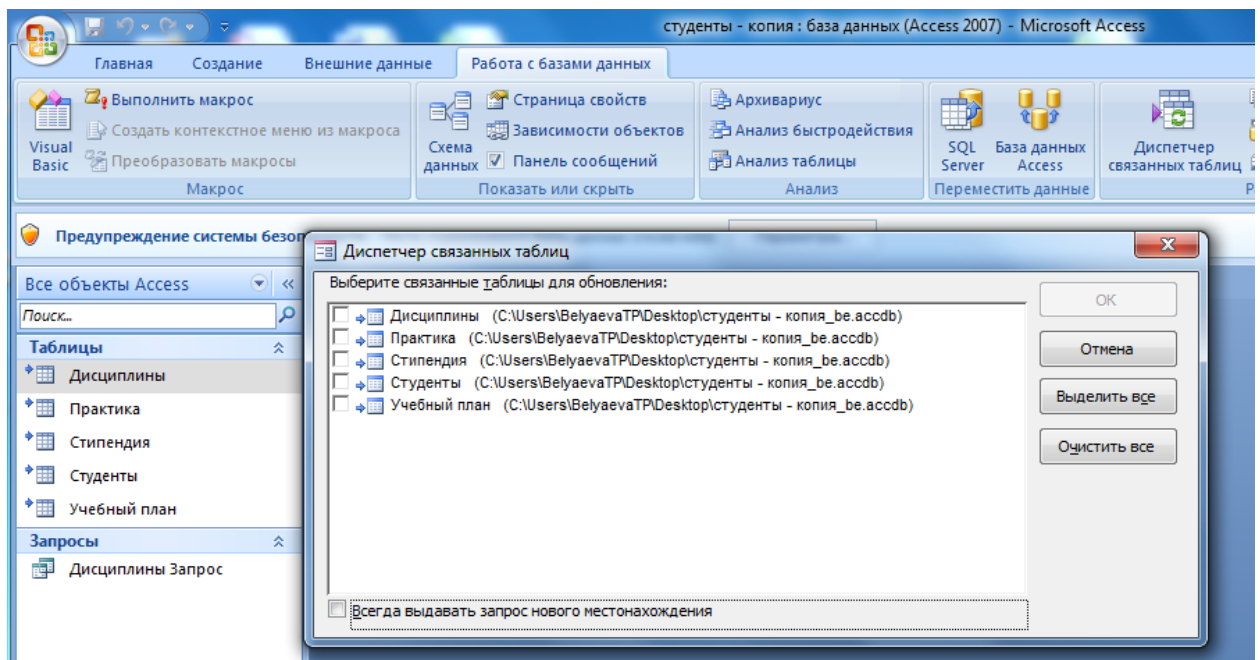 студенты - копия : база данных (Access 2007) - Microsoft Access
Главная Создание Внешние данные Работа с базами данных
Visual Basic
Выполнить макрос
Создать контекстное меню из макроса
Преобразовать макросы
Макрос
Схема данных
Страница свойств
Зависимости объектов
Панель сообщений
Показать или скрыть
Архивариус
Анализ быстродействия
Анализ таблицы
Анализ
SQL Server
База данных Access
Переместить данные
Диспетчер связанных таблиц
Предупреждение системы
Диспетчер связанных таблиц
Выберите связанные таблицы для обновления:
Дисциплины (C:\Users\BelyaevaTP\Desktop\студенты - копия_be.accdb)
Практика (C:\Users\BelyaevaTP\Desktop\студенты - копия_be.accdb)
Стипендия (C:\Users\BelyaevaTP\Desktop\студенты - копия_be.accdb)
Студенты (C:\Users\BelyaevaTP\Desktop\студенты - копия_be.accdb)
Учебный план (C:\Users\BelyaevaTP\Desktop\студенты - копия_be.accdb)
Всегда выдавать запрос нового местонахождения
ОК
Отмена
Выделить все
Очистить все
Все объекты Access
Поиск...
Таблицы
Дисциплины
Практика
Стипендия
Студенты
Учебный план
Запросы
Дисциплины Запрос